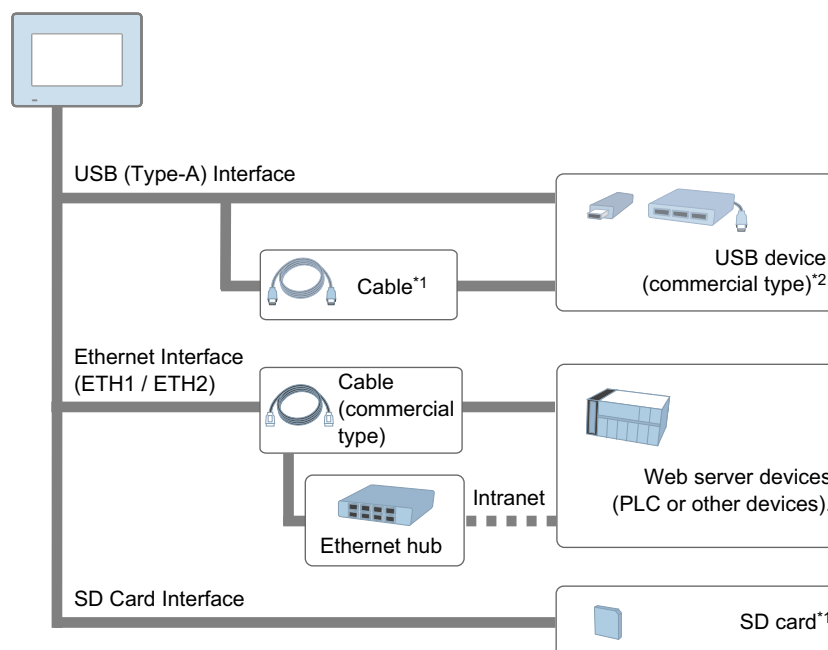 USB (Type-A) Interface
USB device
(commercial type)*2
Cable*1
Ethernet Interface
(ETH1 / ETH2)
Cable
(commercial
type)
Web server devices
(PLC or other devices).
Intranet
Ethernet hub
SD Card Interface
SD card*1